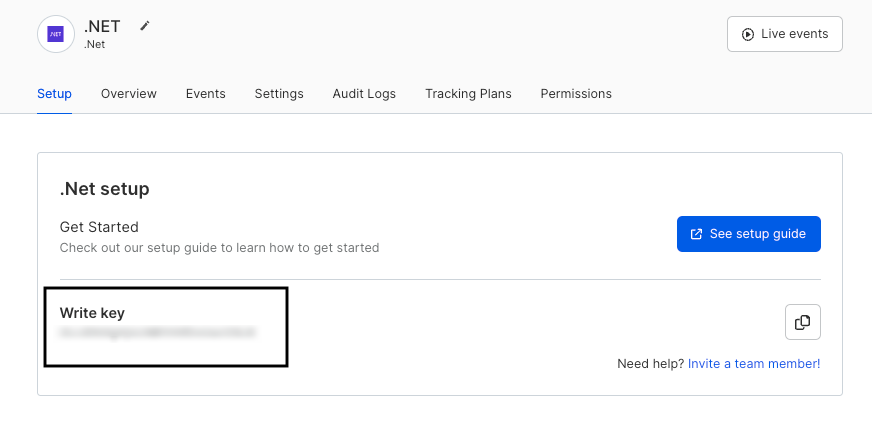 .NET
.NET
.Net
Live events
Setup Overview Events Settings Audit Logs Tracking Plans Permissions
.Net setup
Get Started
Check out our setup guide to learn how to get started
See setup guide
Write key
Need help? Invite a team member!